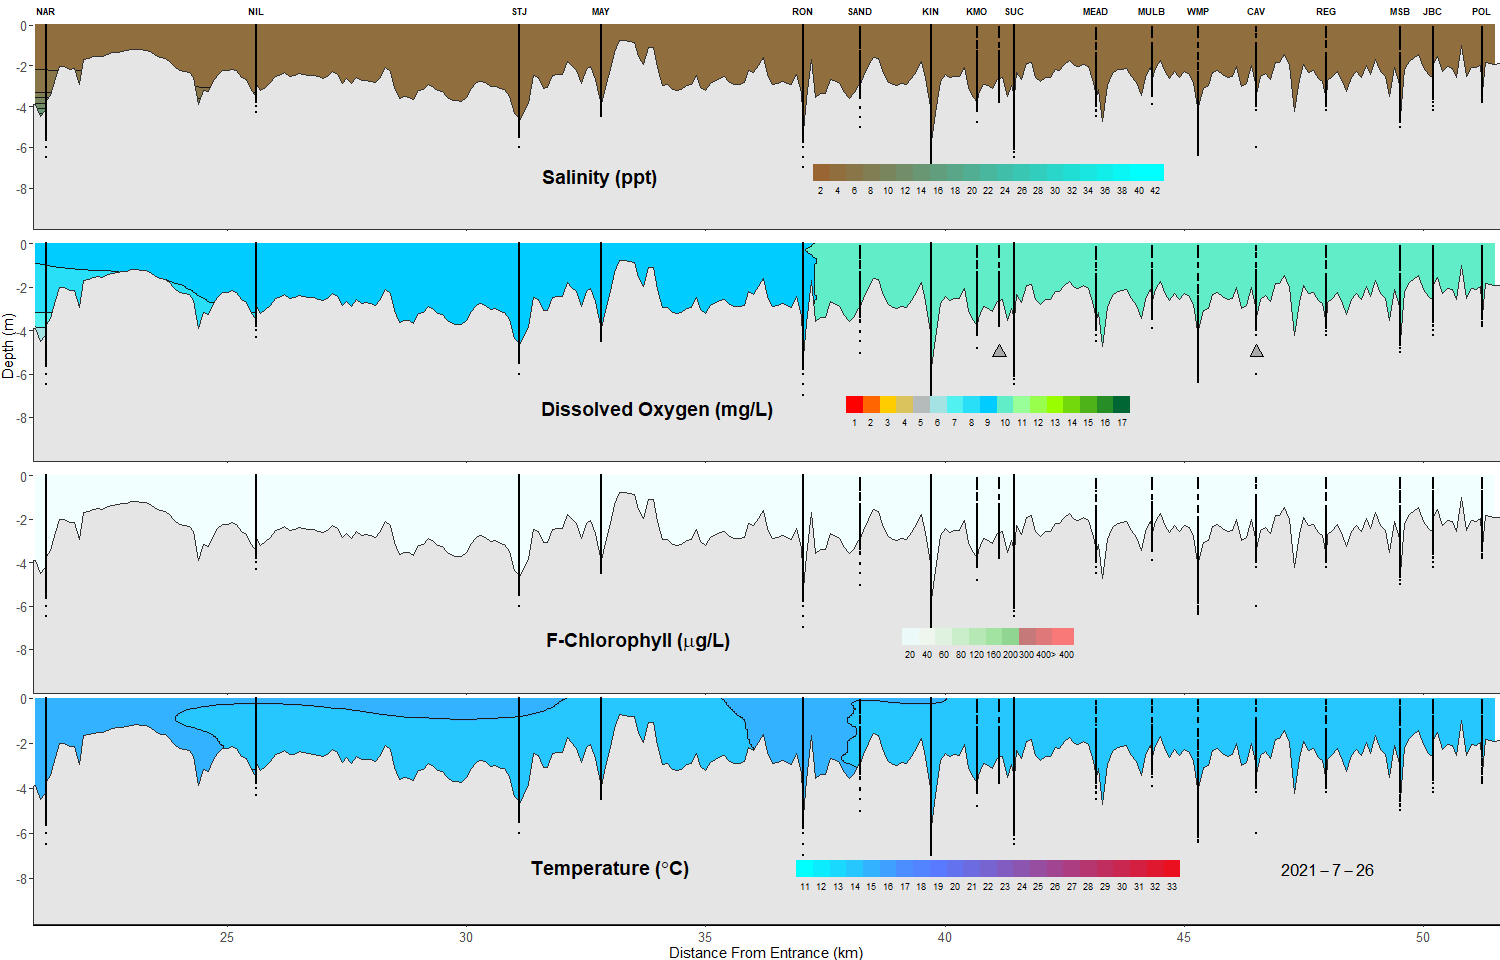 NAR NIL STJ MAY RON SAND KIN KMO SUC MEAD MULB WMP CAV REG MSB JBC POL
0
-2
-4
-6
-8
Salinity (ppt)
2 4 6 8 10 12 14 16 18 20 22 24 26 28 30 32 34 36 38 40 42
0
-2
-4
-6
-8
Depth (m)
Dissolved Oxygen (mg/L)
1 2 3 4 5 6 7 8 9 10 11 12 13 14 15 16 17
0
-2
-4
-6
-8
F-Chlorophyll (µg/L)
20 40 60 80 120 160 200 300 400> 400
0
-2
-4
-6
-8
Temperature (°C)
11 12 13 14 15 16 17 18 19 20 21 22 23 24 25 26 27 28 29 30 31 32 33
2021 – 7 – 26
25 30 35 40 45 50
Distance From Entrance (km)